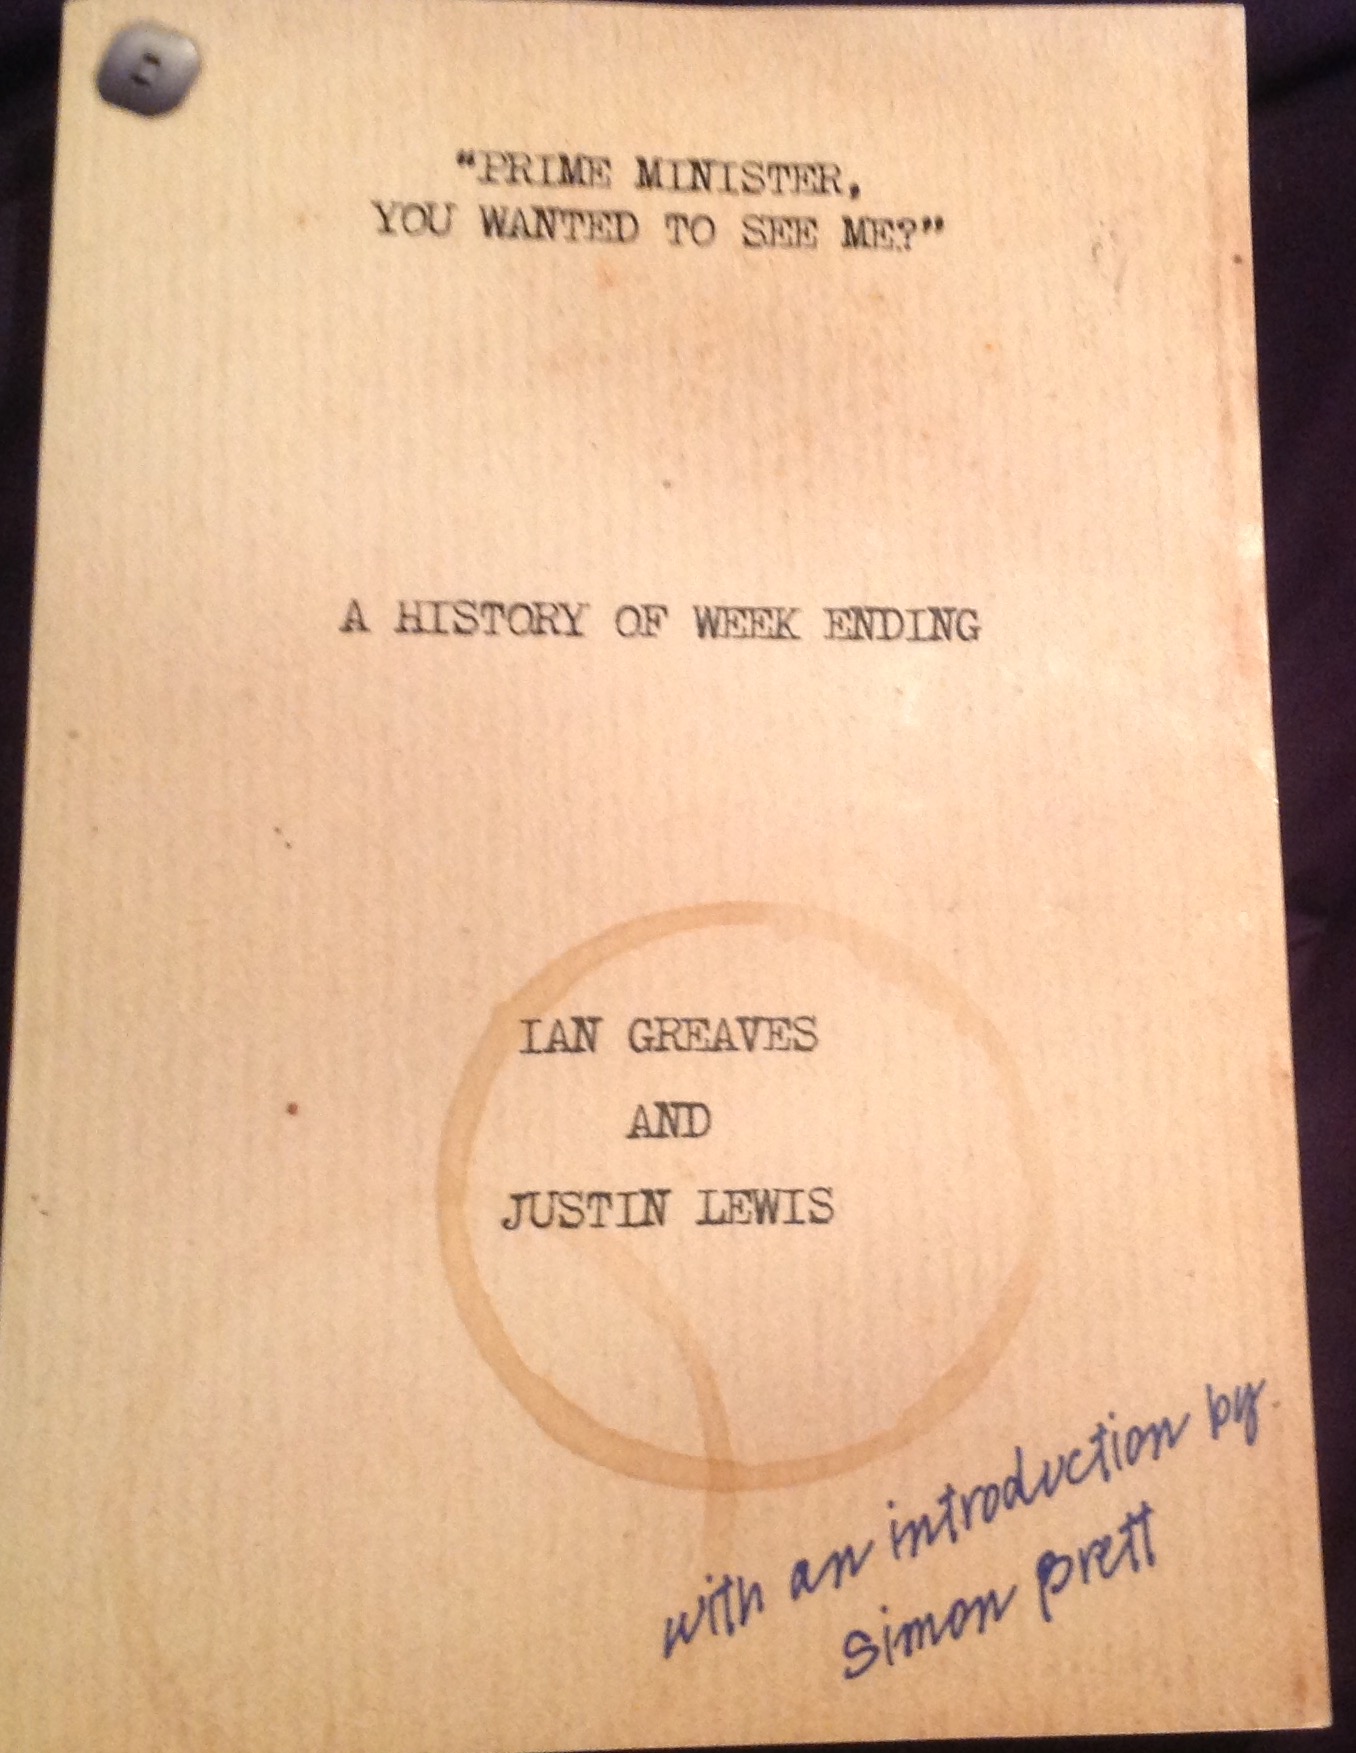 “PRIME MINISTER,
YOU WANTED TO SEE ME?”
A HISTORY OF WEEK ENDING
IAN GREAVES
AND
JUSTIN LEWIS
with an introduction by
Simon Brett